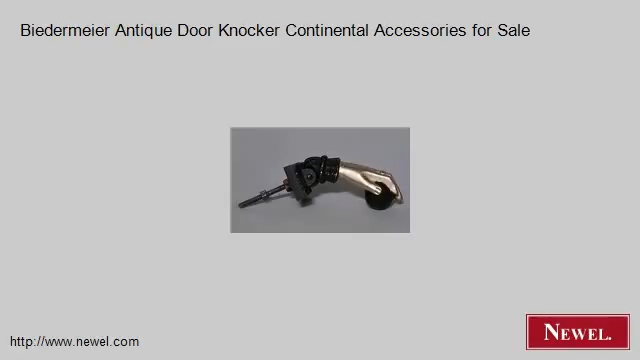 Biedermeier Antique Door Knocker Continental Accessories for Sale
http://www.newel.com
NEWEL.